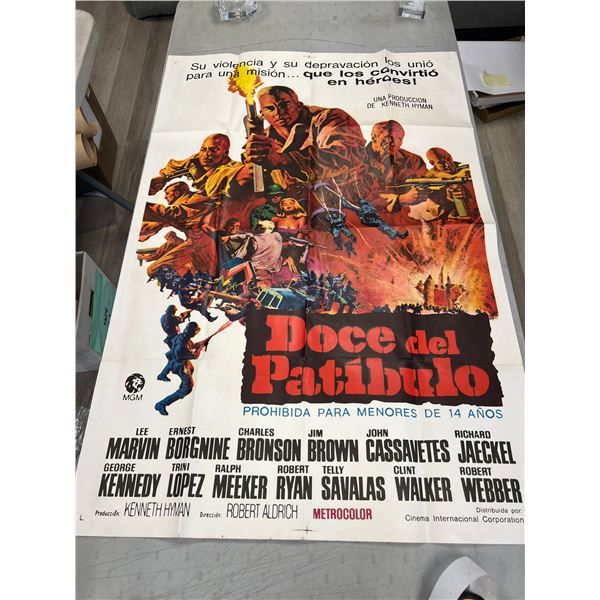 Su violencia y su depravación los unió
para una misión... que los convirtió
en héroes!
UNA PRODUCCION
DE KENNETH HYMAN
Doce del
Patíbulo
MGM
PROHIBIDA PARA MENORES DE 14 AÑOS
LEE MARVIN ERNEST BORGNINE CHARLES BRONSON JIM BROWN JOHN CASSAVETES RICHARD JAECKEL
GEORGE KENNEDY TRINI LOPEZ RALPH MEEKER ROBERT RYAN TELLY SAVALAS CLINT WALKER ROBERT WEBBER
Producción: KENNETH HYMAN Dirección: ROBERT ALDRICH METROCOLOR
Distribuida por:
Cinema International Corporation
L.